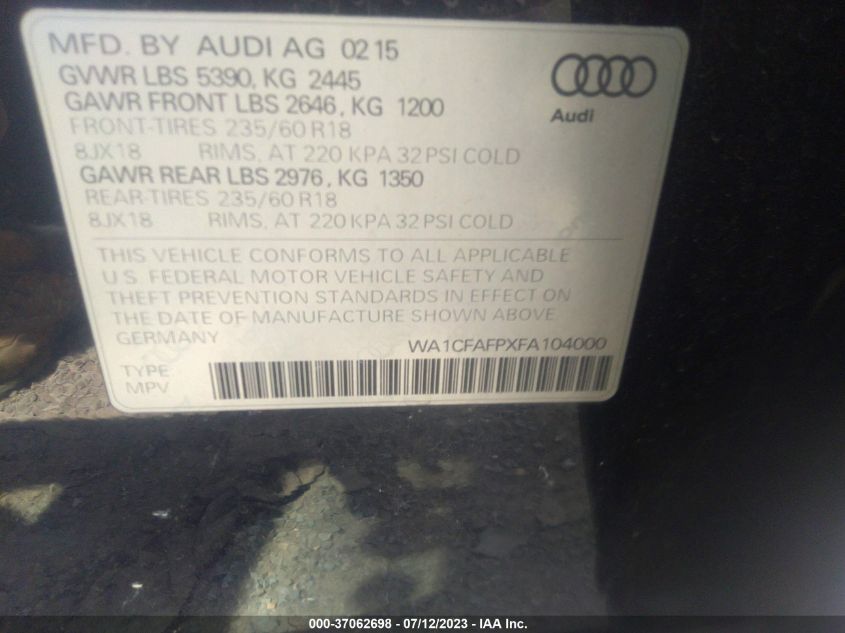 MFD. BY AUDI AG 02 15
GVWR LBS 5390, KG 2445
GAWR FRONT LBS 2646, KG 1200
FRONT-TIRES 235/60 R18
8JX18 RIMS, AT 220 KPA 32 PSI COLD
GAWR REAR LBS 2976, KG 1350
REAR-TIRES 235/60 R18
8JX18 RIMS, AT 220 KPA 32 PSI COLD
Audi
THIS VEHICLE CONFORMS TO ALL APPLICABLE
U.S. FEDERAL MOTOR VEHICLE SAFETY AND
THEFT PREVENTION STANDARDS IN EFFECT ON
THE DATE OF MANUFACTURE SHOWN ABOVE.
GERMANY
WA1CFAFPXFA104000
TYPE
MPV
000-37062698 - 07/12/2023 - IAA Inc.